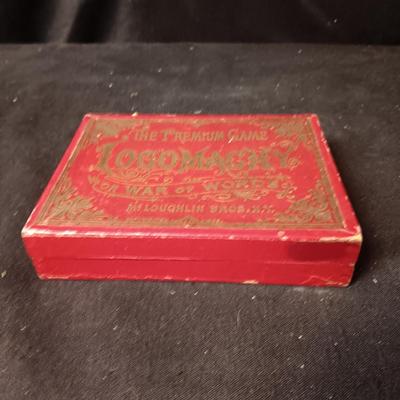 THE PREMIUM GAME
LOGOMACHY
OR WAR OF WORDS
MCLOUGHLIN BROS. N.Y.